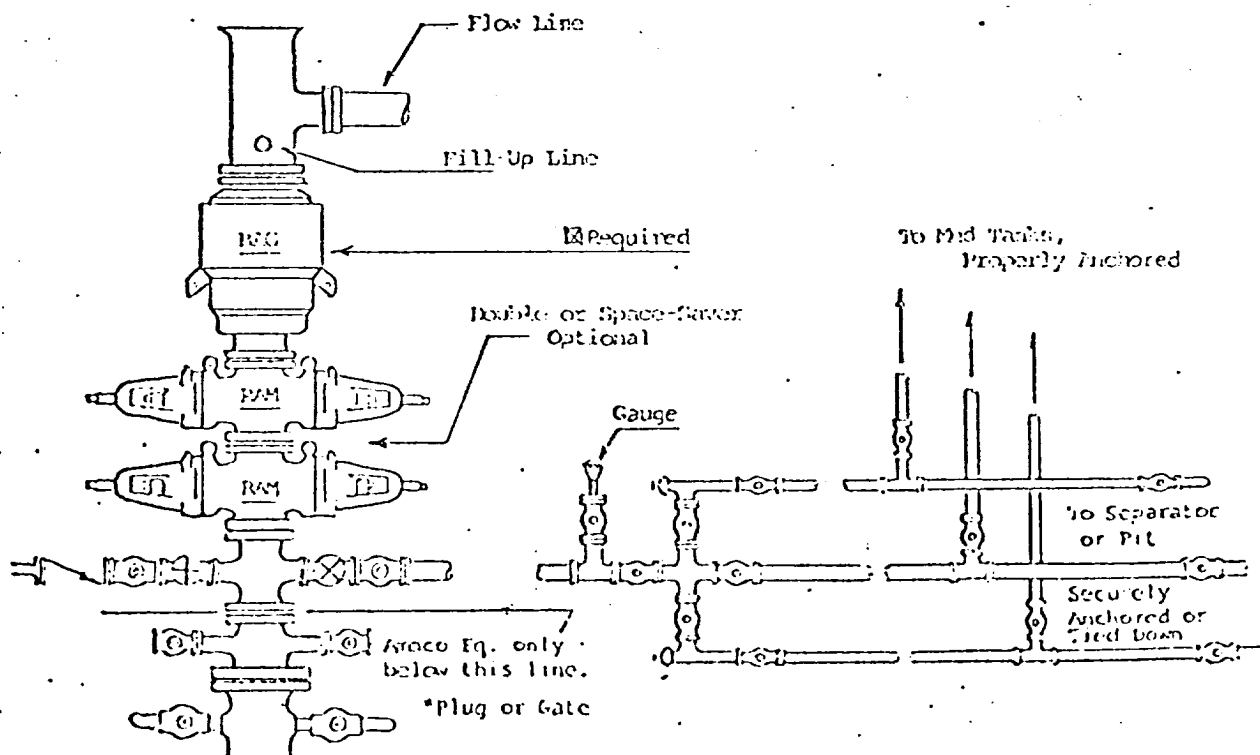 Flow Line
Fill-Up Line
Required
To Mud Tanks,
Properly Anchored
Double or Space-Saver
Optional
RAM
Gauge
RAM
To Separator
or Pit
Securely
Anchored or
Tied Down
Amoco Eq. only
below this line.
*Plug or Gate